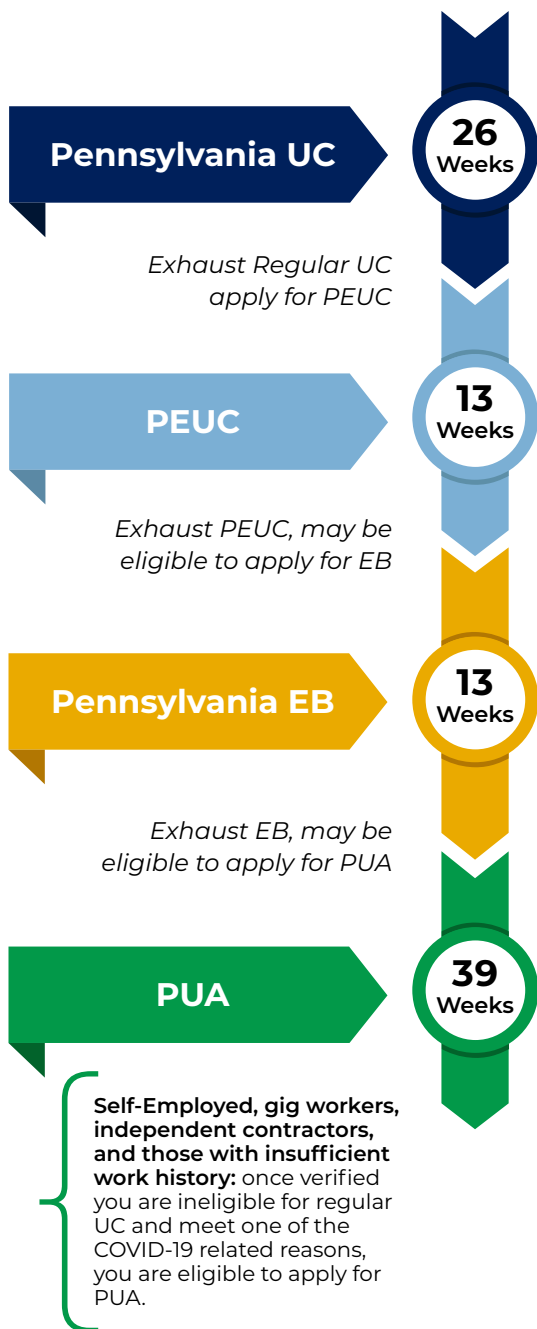 Pennsylvania UC
26
Weeks
Exhaust Regular UC
apply for PEUC
PEUC
13
Weeks
Exhaust PEUC, may be
eligible to apply for EB
Pennsylvania EB
13
Weeks
Exhaust EB, may be
eligible to apply for PUA
PUA
39
Weeks
Self-Employed, gig workers,
independent contractors,
and those with insufficient
work history: once verified
you are ineligible for regular
UC and meet one of the
COVID-19 related reasons,
you are eligible to apply for
PUA.